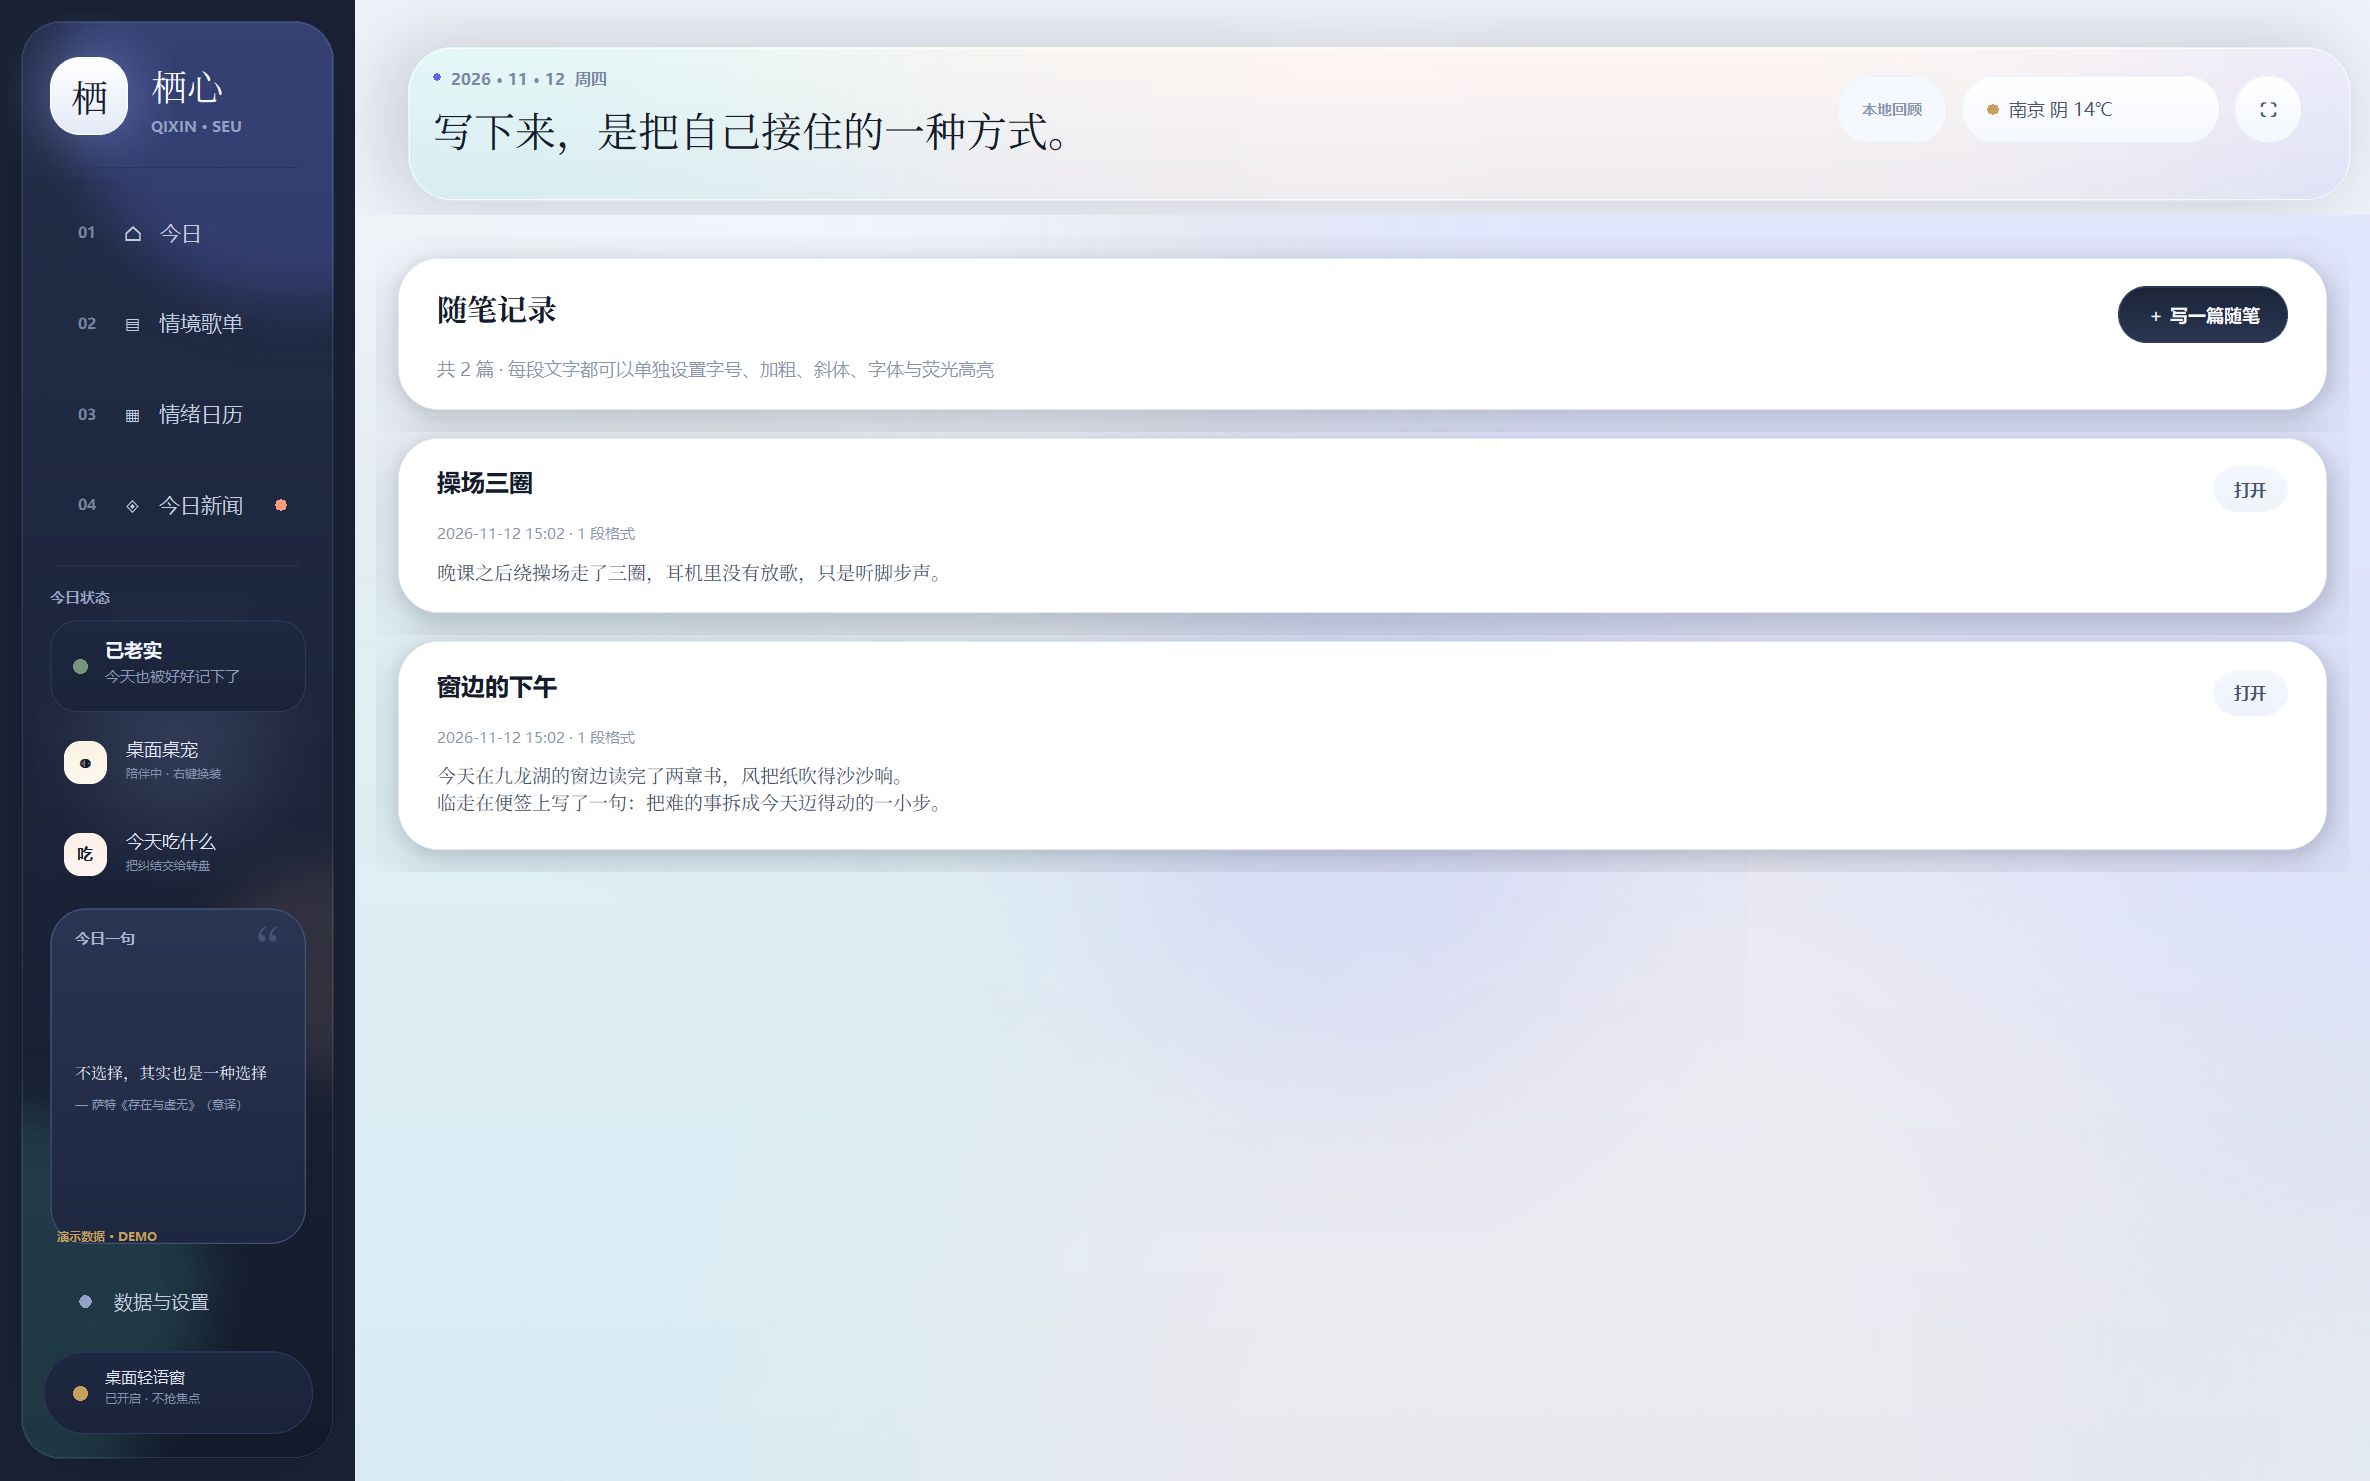 栖
栖心
QIXIN • SEU
01 今日
02 情境歌单
03 情绪日历
04 今日新闻
今日状态
已老实
今天也被好好记下了
桌面桌宠
陪伴中 · 右键换装
吃
今天吃什么
把纠结交给转盘
今日一句
“
不选择，其实也是一种选择
— 萨特《存在与虚无》（意译）
演示数据 • DEMO
数据与设置
桌面轻语窗
已开启 · 不抢焦点
2026 • 11 • 12 周四
写下来，是把自己接住的一种方式。
本地回顾
南京 阴 14°C
随笔记录
+ 写一篇随笔
共 2 篇 · 每段文字都可以单独设置字号、加粗、斜体、字体与荧光高亮
操场三圈
打开
2026-11-12 15:02 · 1 段格式
晚课之后绕操场走了三圈，耳机里没有放歌，只是听脚步声。
窗边的下午
打开
2026-11-12 15:02 · 1 段格式
今天在九龙湖的窗边读完了两章书，风把纸吹得沙沙响。
临走在便签上写了一句：把难的事拆成今天迈得动的一小步。